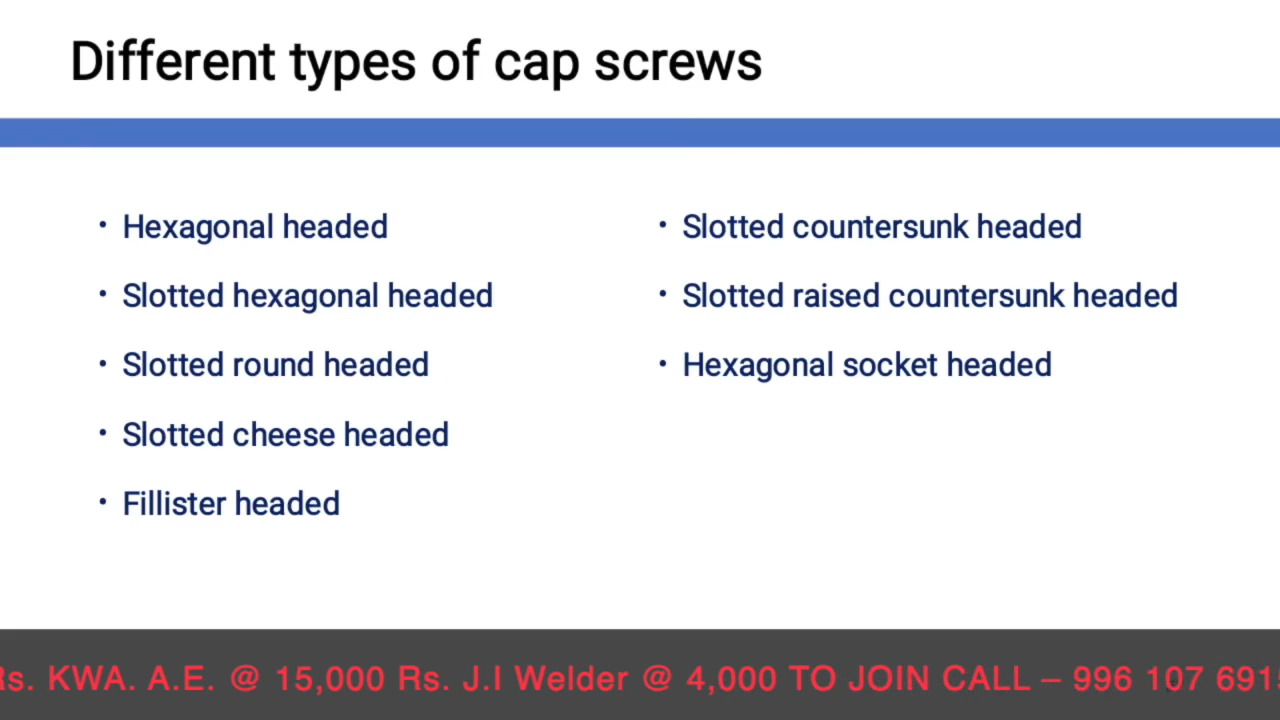 Different types of cap screws
• Hexagonal headed
• Slotted hexagonal headed
• Slotted round headed
• Slotted cheese headed
• Fillister headed
• Slotted countersunk headed
• Slotted raised countersunk headed
• Hexagonal socket headed
Rs. KWA. A.E. @ 15,000 Rs. J.I Welder @ 4,000 TO JOIN CALL – 996 107 691